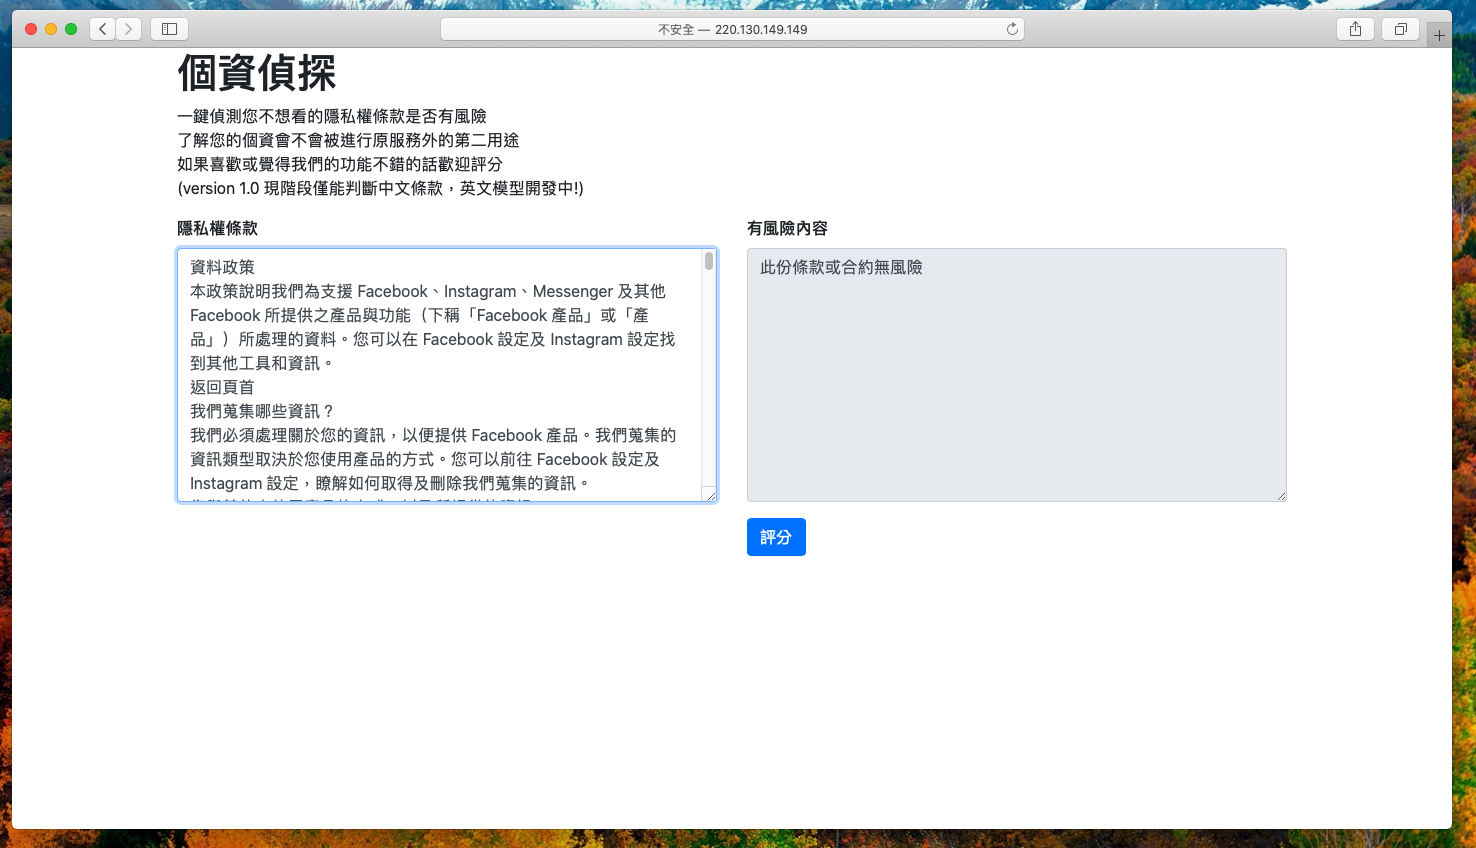 不安全 — 220.130.149.149
個資偵探
一鍵偵測您不想看的隱私權條款是否有風險
了解您的個資會不會被進行原服務外的第二用途
如果喜歡或覺得我們的功能不錯的話歡迎評分
(version 1.0 現階段僅能判斷中文條款，英文模型開發中!)
隱私權條款
資料政策
本政策說明我們為支援 Facebook、Instagram、Messenger 及其他
Facebook 所提供之產品與功能（下稱「Facebook 產品」或「產
品」）所處理的資料。您可以在 Facebook 設定及 Instagram 設定找
到其他工具和資訊。
返回頁首
我們蒐集哪些資訊？
我們必須處理關於您的資訊，以便提供 Facebook 產品。我們蒐集的
資訊類型取決於您使用產品的方式。您可以前往 Facebook 設定及
Instagram 設定，瞭解如何取得及刪除我們蒐集的資訊。
有風險內容
此份條款或合約無風險
評分